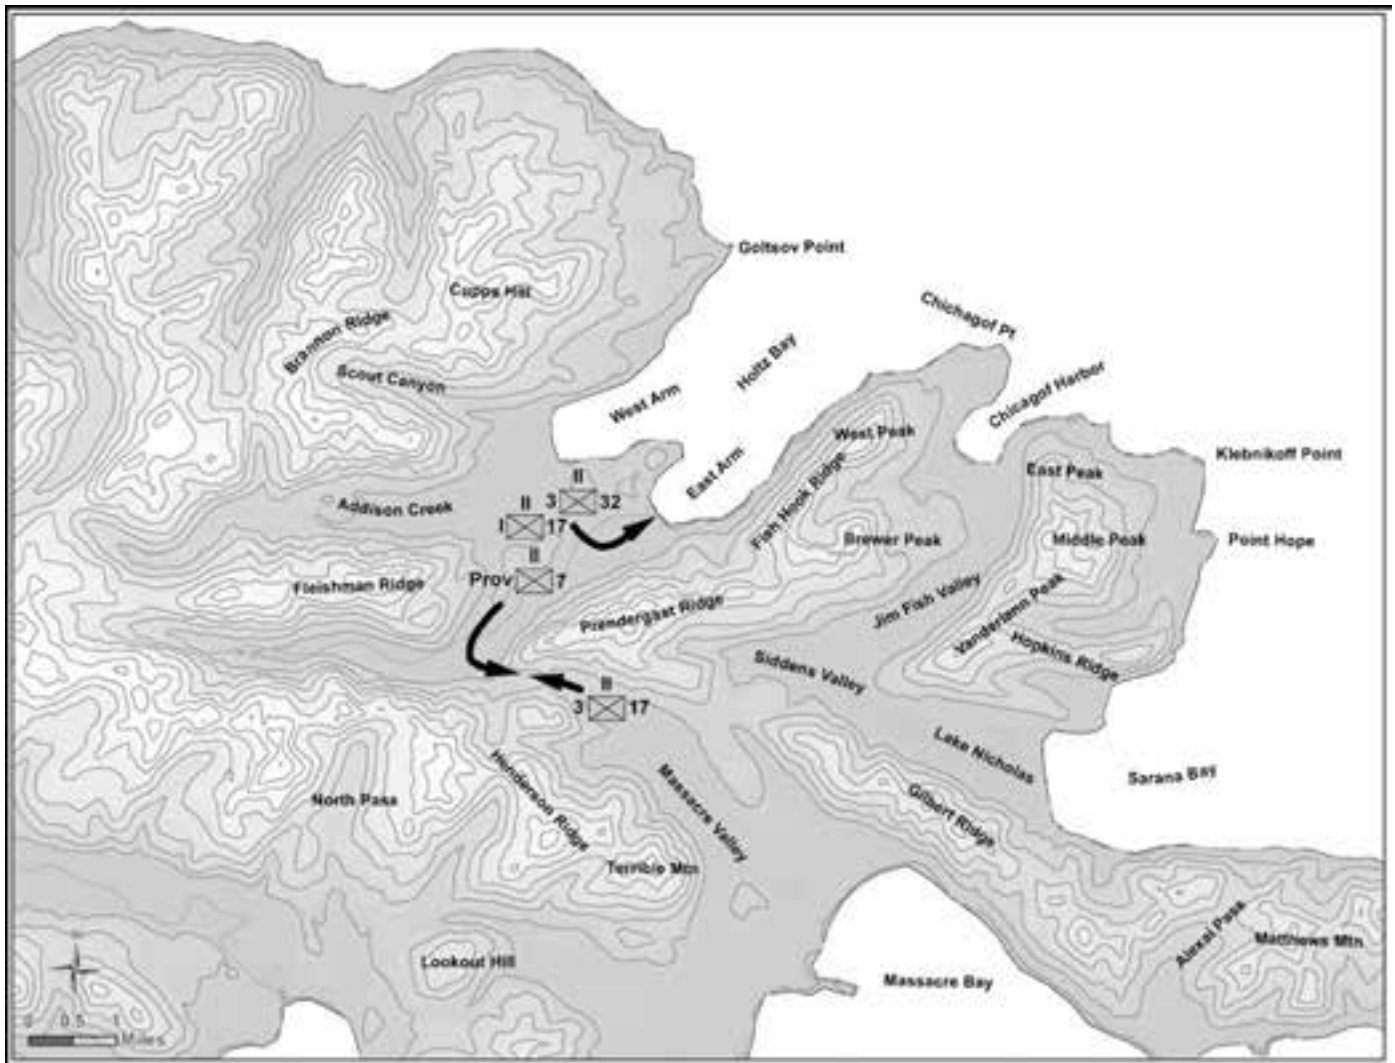 Goltsov Point
Cupps Hill
Brannon Ridge
Chichagof Pt
Holtz Bay
Scout Canyon
West Arm
Chicagof Harbor
West Peak
Klebnikoff Point
East Peak
East Arm
II
3 32
Addison Creek
II
I 17
Fish Hook Ridge
Brewer Peak
Middle Peak
Point Hope
II
Prov 7
Fleishman Ridge
Jim Fish Valley
Prendergast Ridge
Vanderlann Peak
Hopkins Ridge
Siddens Valley
II
3 17
Lake Nicholas
Sarana Bay
North Pass
Henderson Ridge
Massacre Valley
Gilbert Ridge
Terrible Mtn
Alexai Pass
Matthews Mtn
Lookout Hill
Massacre Bay
0 0.5 1
Miles